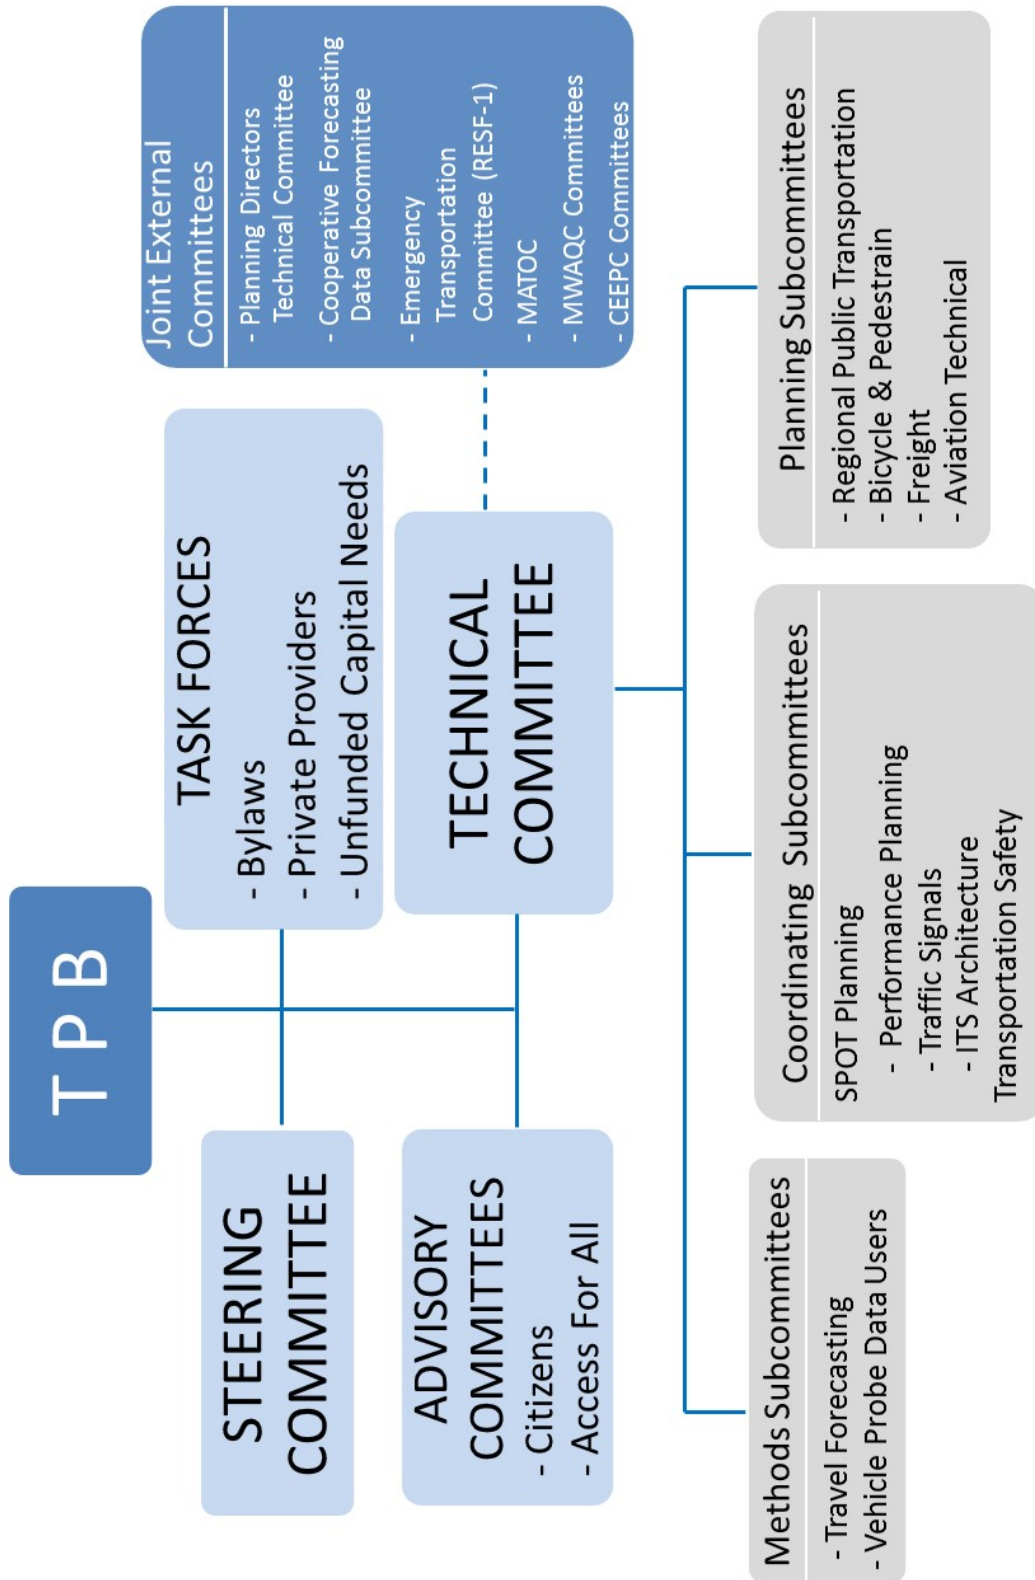 T P B
STEERING
COMMITTEE
TASK FORCES
- Bylaws
- Private Providers
- Unfunded Capital Needs
ADVISORY
COMMITTEES
- Citizens
- Access For All
TECHNICAL
COMMITTEE
Joint External
Committees
- Planning Directors
Technical Committee
- Cooperative Forecasting
Data Subcommittee
- Emergency
Transportation
Committee (RESF-1)
- MATOC
- MWAQC Committees
- CEEPC Committees
Methods Subcommittees
- Travel Forecasting
- Vehicle Probe Data Users
Coordinating Subcommittees
SPOT Planning
- Performance Planning
- Traffic Signals
- ITS Architecture
Transportation Safety
Planning Subcommittees
- Regional Public Transportation
- Bicycle & Pedestrain
- Freight
- Aviation Technical